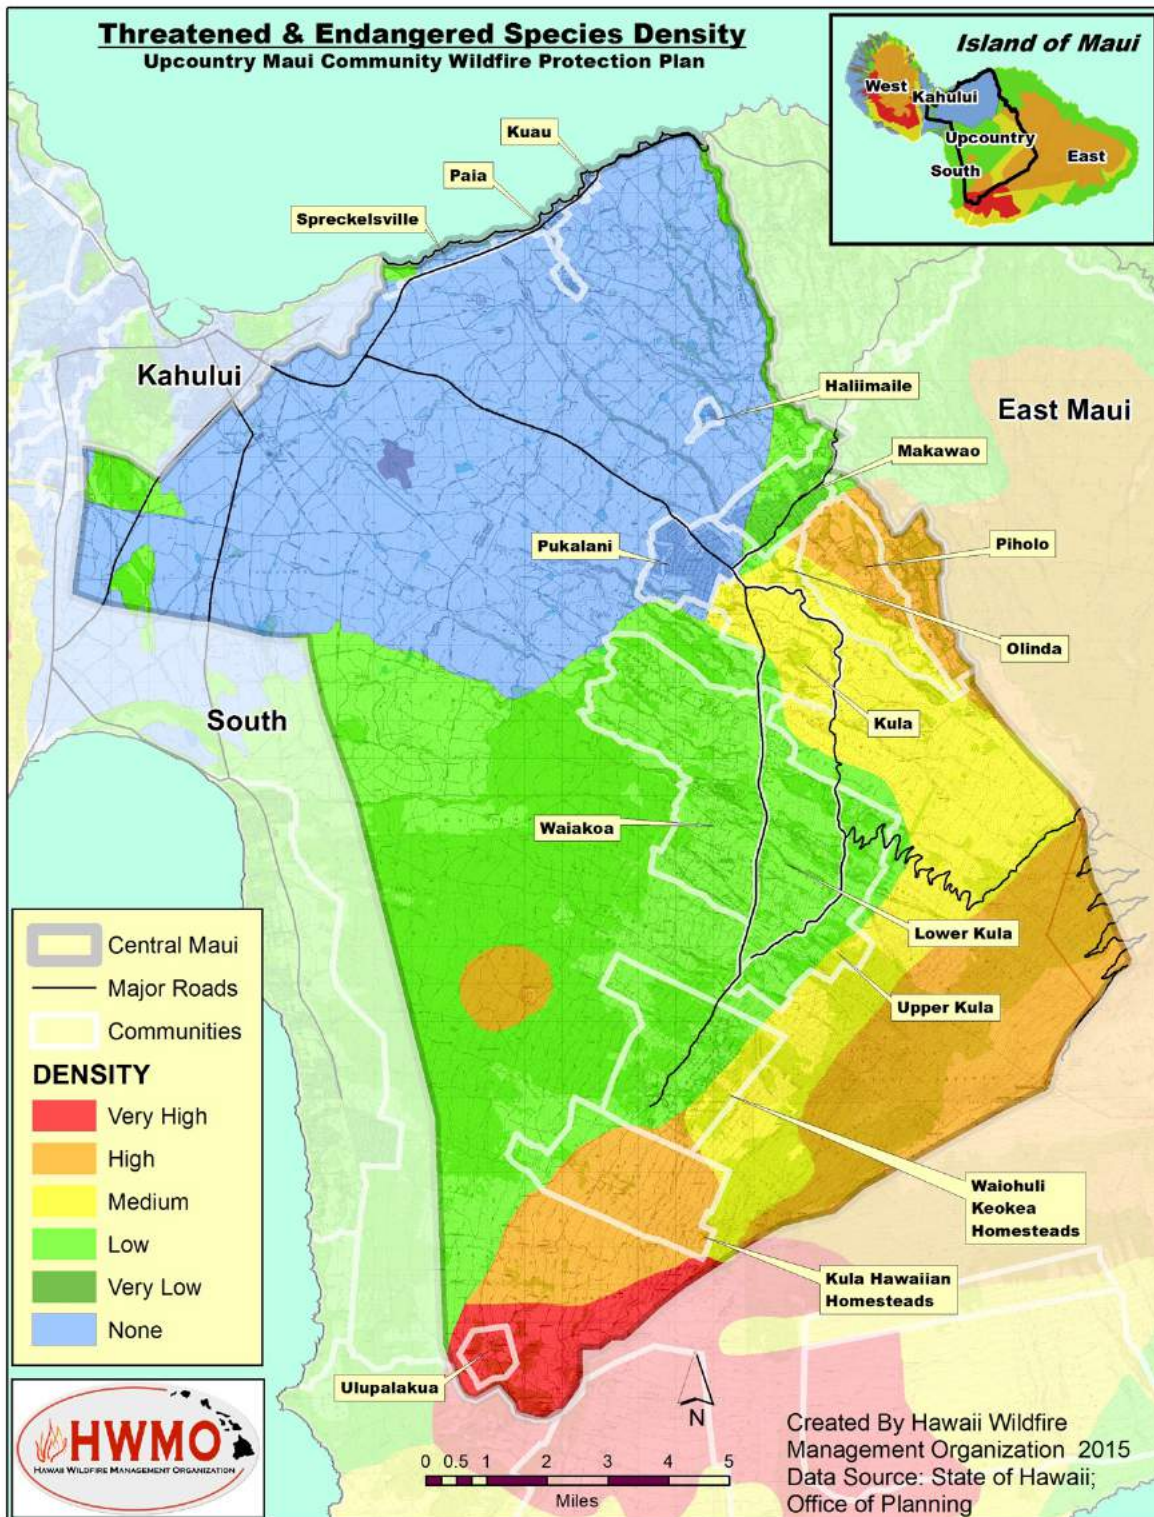 Threatened & Endangered Species Density
Upcountry Maui Community Wildfire Protection Plan
Island of Maui
West
Kahului
Upcountry
East
South
Kuau
Paia
Spreckelsville
Kahului
Haliimaile
East Maui
Makawao
Pukalani
Piholo
Olinda
South
Kula
Waiakoa
Lower Kula
Upper Kula
Waiohuli
Keokea
Homesteads
Kula Hawaiian
Homesteads
Ulupalakua
Central Maui
Major Roads
Communities
DENSITY
Very High
High
Medium
Low
Very Low
None
HWMO
HAWAII WILDFIRE MANAGEMENT ORGANIZATION
N
0 0.5 1 2 3 4 5
Miles
Created By Hawaii Wildfire
Management Organization 2015
Data Source: State of Hawaii;
Office of Planning